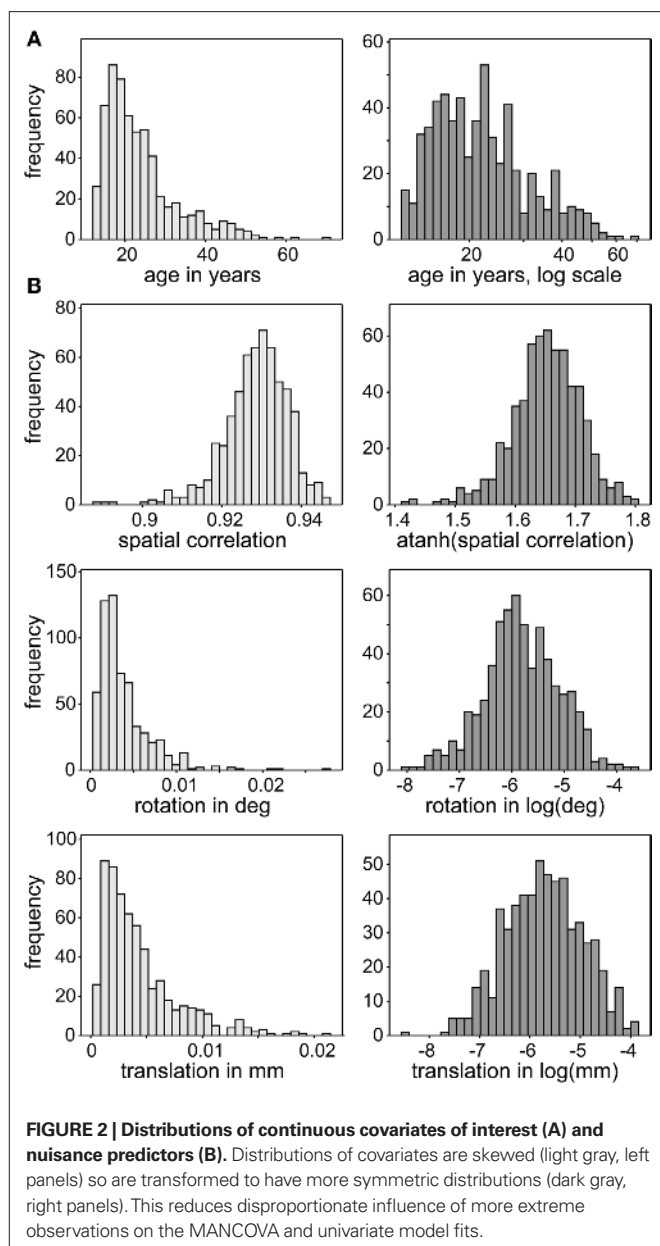 A
frequency
80
60
40
20
0
20 40 60
age in years
60
40
20
0
20 40 60
age in years, log scale
B
frequency
80
60
40
20
0
0.9 0.92 0.94
spatial correlation
60
40
20
0
1.4 1.5 1.6 1.7 1.8
atanh(spatial correlation)
frequency
150
100
50
0
0 0.01 0.02
rotation in deg
60
40
20
0
-8 -7 -6 -5 -4
rotation in log(deg)
frequency
100
80
60
40
20
0
0 0.01 0.02
translation in mm
50
40
30
20
10
0
-8 -7 -6 -5 -4
translation in log(mm)
FIGURE 2 | Distributions of continuous covariates of interest (A) and
nuisance predictors (B). Distributions of covariates are skewed (light gray, left
panels) so are transformed to have more symmetric distributions (dark gray,
right panels). This reduces disproportionate influence of more extreme
observations on the MANCOVA and univariate model fits.